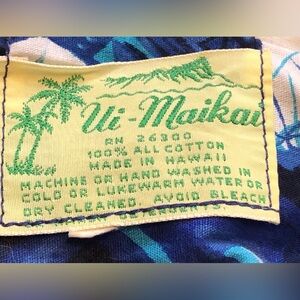 Ui-Maikai
RN 26300
100% ALL COTTON
MADE IN HAWAII
MACHINE OR HAND WASHED IN
COLD OR LUKEWARM WATER OR
DRY CLEANED. AVOID BLEACH
DETERGENTS.